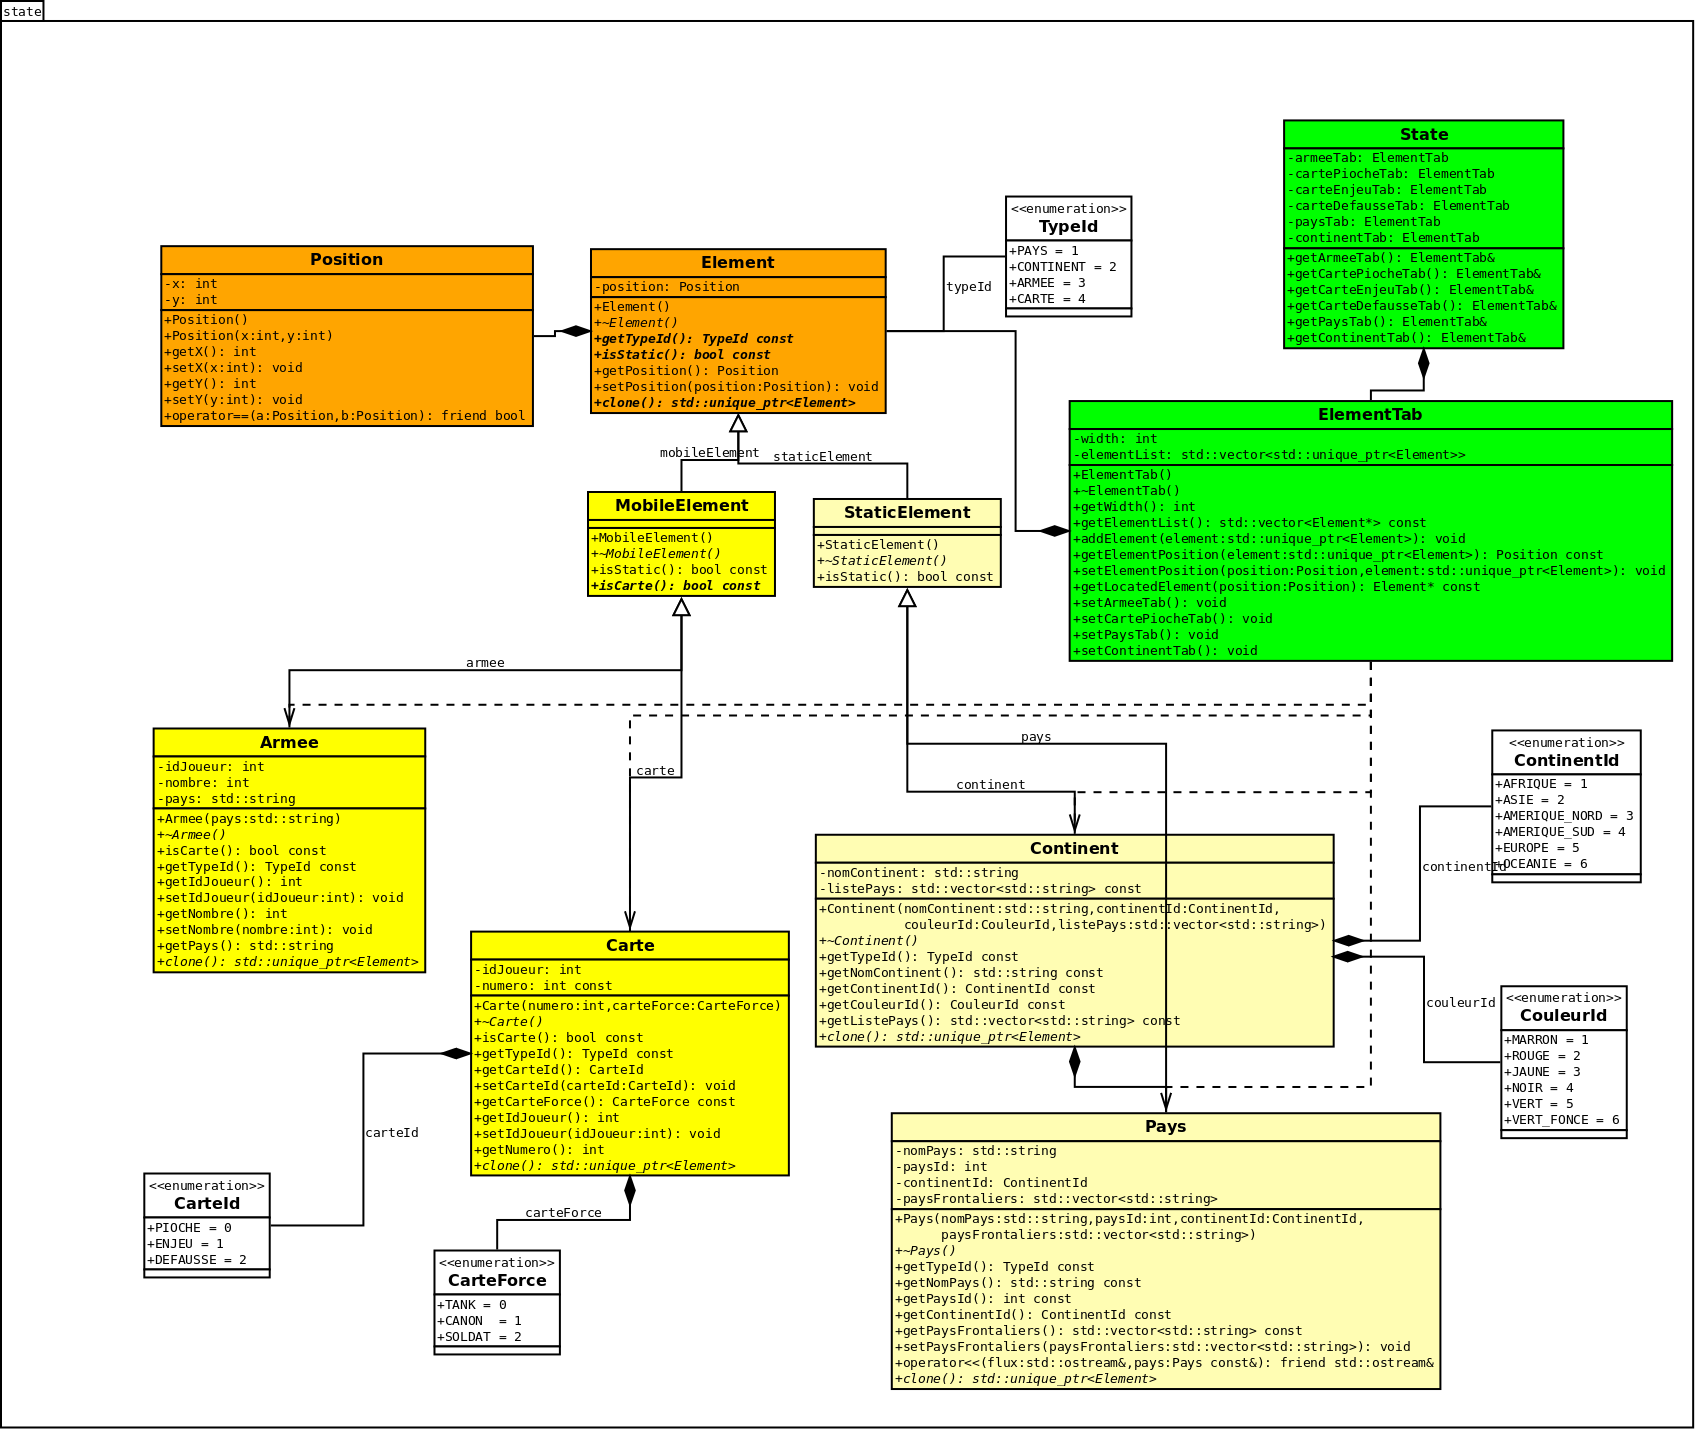 state
State
-armeeTab: ElementTab
-cartePiocheTab: ElementTab
-carteEnjeuTab: ElementTab
-carteDefausseTab: ElementTab
-paysTab: ElementTab
-continentTab: ElementTab
+getArmeeTab(): ElementTab&
+getCartePiocheTab(): ElementTab&
+getCarteEnjeuTab(): ElementTab&
+getCarteDefausseTab(): ElementTab&
+getPaysTab(): ElementTab&
+getContinentTab(): ElementTab&
<<enumeration>>
TypeId
+PAYS = 1
+CONTINENT = 2
+ARMEE = 3
+CARTE = 4
typeId
Position
-x: int
-y: int
+Position()
+Position(x:int,y:int)
+getX(): int
+setX(x:int): void
+getY(): int
+setY(y:int): void
+operator==(a:Position,b:Position): friend bool
Element
-position: Position
+Element()
+~Element()
+getTypeId(): TypeId const
+isStatic(): bool const
+getPosition(): Position
+setPosition(position:Position): void
+clone(): std::unique_ptr<Element>
mobileElement
staticElement
ElementTab
-width: int
-elementList: std::vector<std::unique_ptr<Element>>
+ElementTab()
+~ElementTab()
+getWidth(): int
+getElementList(): std::vector<Element*> const
+addElement(element:std::unique_ptr<Element>): void
+getElementPosition(element:std::unique_ptr<Element>): Position const
+setElementPosition(position:Position,element:std::unique_ptr<Element>): void
+getLocatedElement(position:Position): Element* const
+setArmeeTab(): void
+setCartePiocheTab(): void
+setPaysTab(): void
+setContinentTab(): void
MobileElement
+MobileElement()
+~MobileElement()
+isStatic(): bool const
+isCarte(): bool const
StaticElement
+StaticElement()
+~StaticElement()
+isStatic(): bool const
armee
carte
pays
continent
Armee
-idJoueur: int
-nombre: int
-pays: std::string
+Armee(pays:std::string)
+~Armee()
+isCarte(): bool const
+getTypeId(): TypeId const
+getIdJoueur(): int
+setIdJoueur(idJoueur:int): void
+getNombre(): int
+setNombre(nombre:int): void
+getPays(): std::string
+clone(): std::unique_ptr<Element>
<<enumeration>>
ContinentId
+AFRIQUE = 1
+ASIE = 2
+AMERIQUE_NORD = 3
+AMERIQUE_SUD = 4
+EUROPE = 5
+OCEANIE = 6
continentId
Continent
-nomContinent: std::string
-listePays: std::vector<std::string> const
+Continent(nomContinent:std::string,continentId:ContinentId,
couleurId:CouleurId,listePays:std::vector<std::string>)
+~Continent()
+getTypeId(): TypeId const
+getNomContinent(): std::string const
+getContinentId(): ContinentId const
+getCouleurId(): CouleurId const
+getListePays(): std::vector<std::string> const
+clone(): std::unique_ptr<Element>
Carte
-idJoueur: int
-numero: int const
+Carte(numero:int,carteForce:CarteForce)
+~Carte()
+isCarte(): bool const
+getTypeId(): TypeId const
+getCarteId(): CarteId
+setCarteId(carteId:CarteId): void
+getCarteForce(): CarteForce const
+getIdJoueur(): int
+setIdJoueur(idJoueur:int): void
+getNumero(): int
+clone(): std::unique_ptr<Element>
couleurId
<<enumeration>>
CouleurId
+MARRON = 1
+ROUGE = 2
+JAUNE = 3
+NOIR = 4
+VERT = 5
+VERT_FONCE = 6
carteId
<<enumeration>>
CarteId
+PIOCHE = 0
+ENJEU = 1
+DEFAUSSE = 2
carteForce
<<enumeration>>
CarteForce
+TANK = 0
+CANON  = 1
+SOLDAT = 2
Pays
-nomPays: std::string
-paysId: int
-continentId: ContinentId
-paysFrontaliers: std::vector<std::string>
+Pays(nomPays:std::string,paysId:int,continentId:ContinentId,
paysFrontaliers:std::vector<std::string>)
+~Pays()
+getTypeId(): TypeId const
+getNomPays(): std::string const
+getPaysId(): int const
+getContinentId(): ContinentId const
+getPaysFrontaliers(): std::vector<std::string> const
+setPaysFrontaliers(paysFrontaliers:std::vector<std::string>): void
+operator<<(flux:std::ostream&,pays:Pays const&): friend std::ostream&
+clone(): std::unique_ptr<Element>